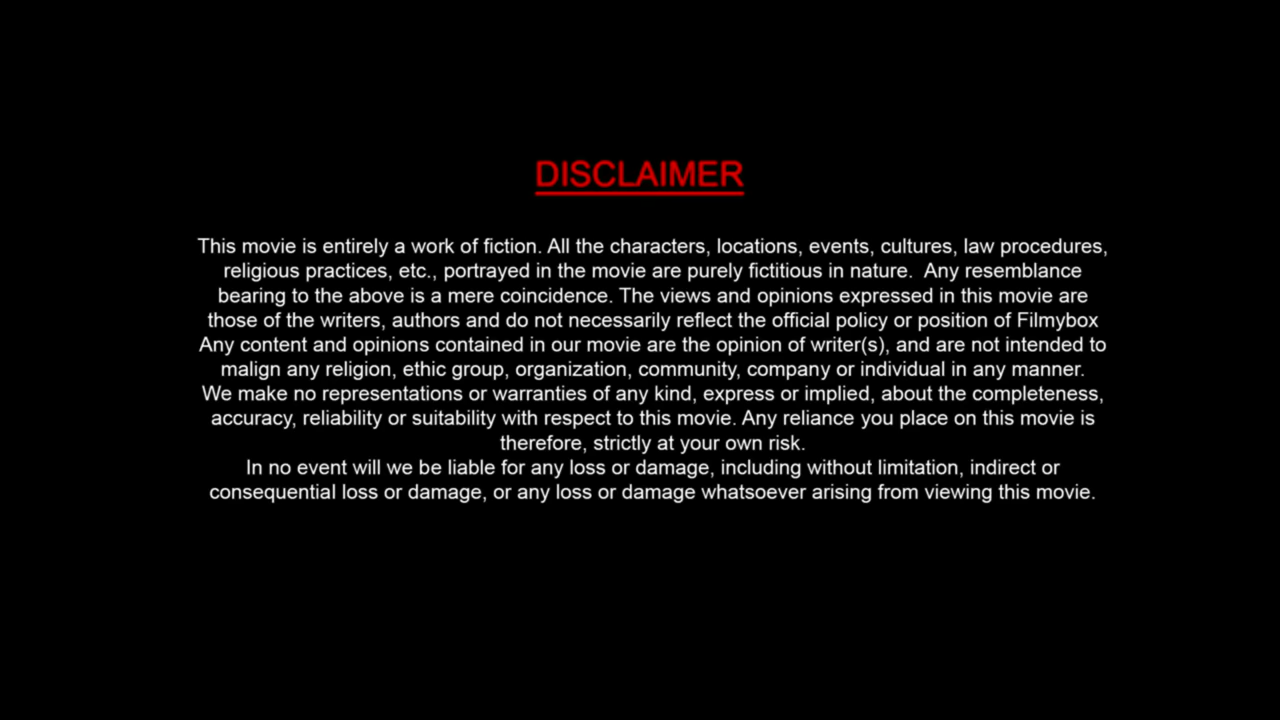 DISCLAIMER
This movie is entirely a work of fiction. All the characters, locations, events, cultures, law procedures,
religious practices, etc., portrayed in the movie are purely fictitious in nature.  Any resemblance
bearing to the above is a mere coincidence. The views and opinions expressed in this movie are
those of the writers, authors and do not necessarily reflect the official policy or position of Filmybox
Any content and opinions contained in our movie are the opinion of writer(s), and are not intended to
malign any religion, ethic group, organization, community, company or individual in any manner.
We make no representations or warranties of any kind, express or implied, about the completeness,
accuracy, reliability or suitability with respect to this movie. Any reliance you place on this movie is
therefore, strictly at your own risk.
In no event will we be liable for any loss or damage, including without limitation, indirect or
consequential loss or damage, or any loss or damage whatsoever arising from viewing this movie.